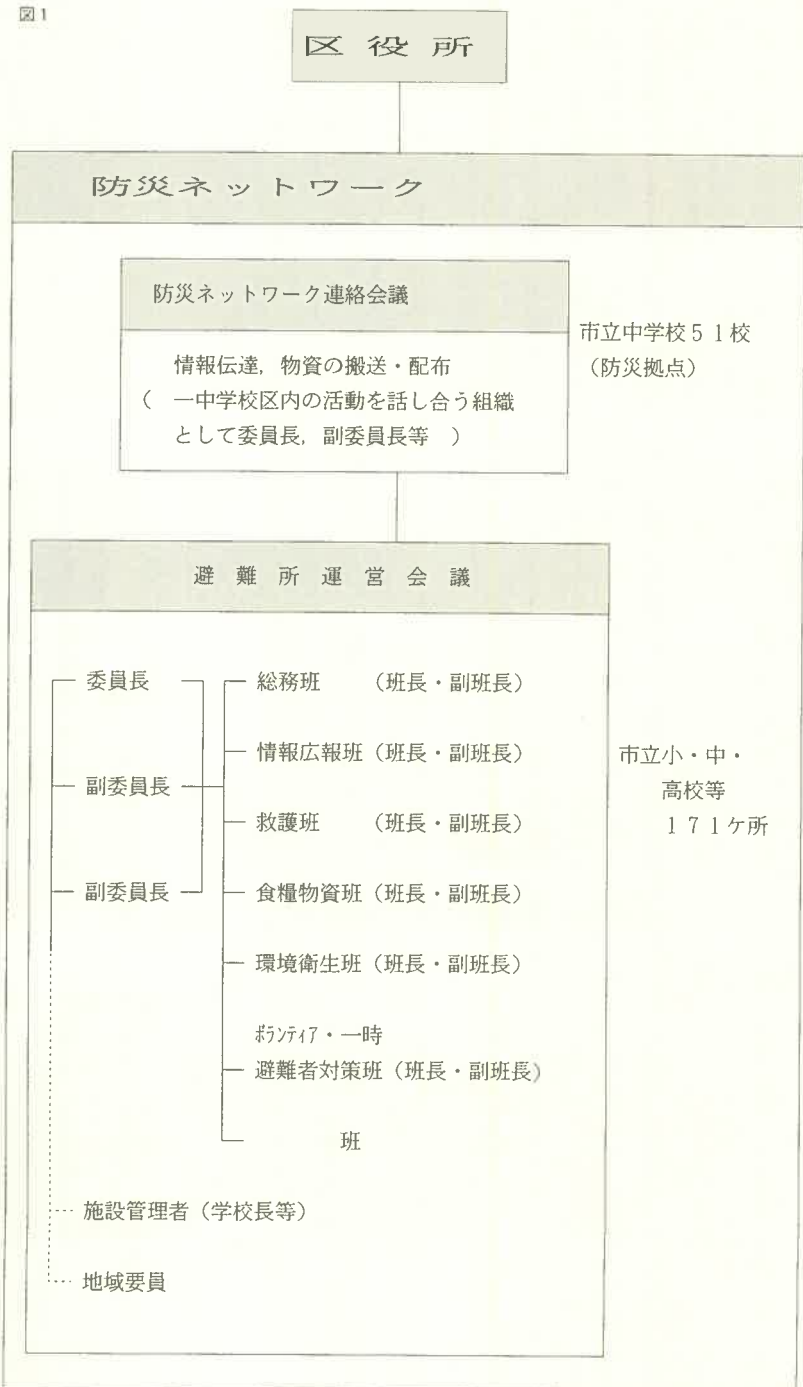 図1
区役所
防災ネットワーク
防災ネットワーク連絡会議
情報伝達，物資の搬送・配布
（ 一中学校区内の活動を話し合う組織
として委員長，副委員長等 ）
市立中学校５１校
（防災拠点）
避難所運営会議
委員長
副委員長
副委員長
総務班 （班長・副班長）
情報広報班（班長・副班長）
救護班 （班長・副班長）
食糧物資班（班長・副班長）
環境衛生班（班長・副班長）
ﾎﾞﾗﾝﾃｨｱ・一時
避難者対策班（班長・副班長）
班
施設管理者（学校長等）
地域要員
市立小・中・
高校等
１７１ケ所